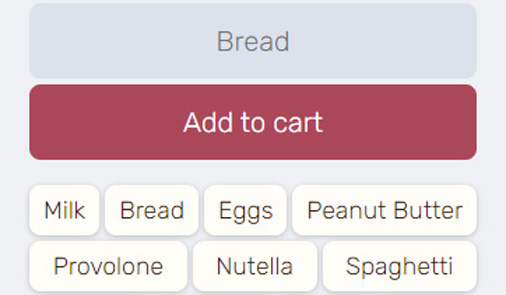 Bread
Add to cart
Milk Bread Eggs Peanut Butter
Provolone Nutella Spaghetti